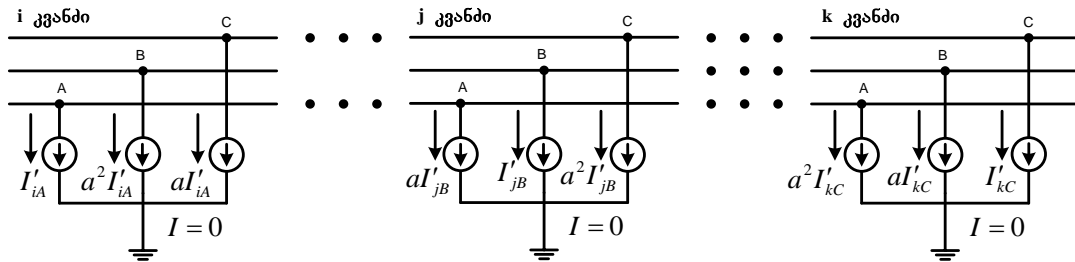 i კვანძი
j კვანძი
k კვანძი
C
B
A
C
B
A
C
B
A
I′_{iA}
a²I′_{iA}
aI′_{iA}
aI′_{jB}
I′_{jB}
a²I′_{jB}
a²I′_{kC}
aI′_{kC}
I′_{kC}
I = 0
I = 0
I = 0